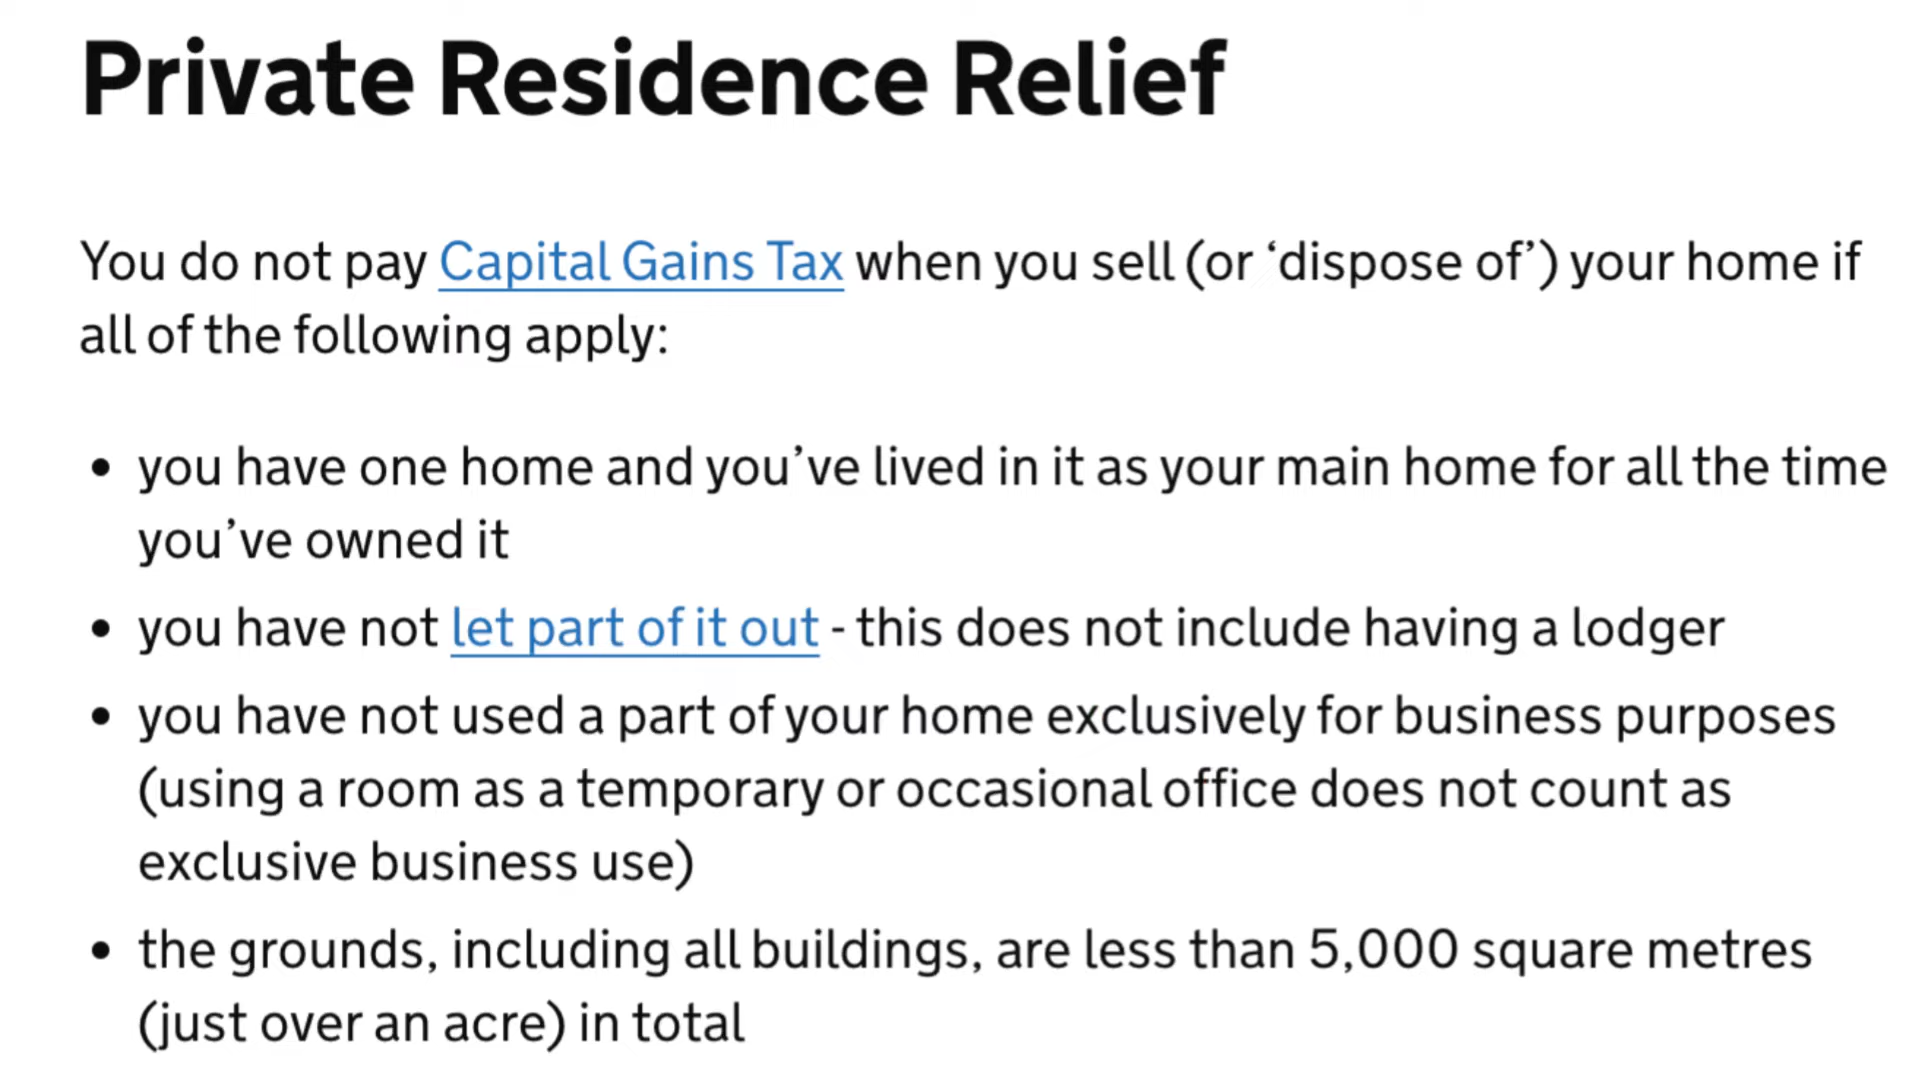 Private Residence Relief
You do not pay Capital Gains Tax when you sell (or ‘dispose of’) your home if
all of the following apply:
• you have one home and you’ve lived in it as your main home for all the time
you’ve owned it
• you have not let part of it out - this does not include having a lodger
• you have not used a part of your home exclusively for business purposes
(using a room as a temporary or occasional office does not count as
exclusive business use)
• the grounds, including all buildings, are less than 5,000 square metres
(just over an acre) in total